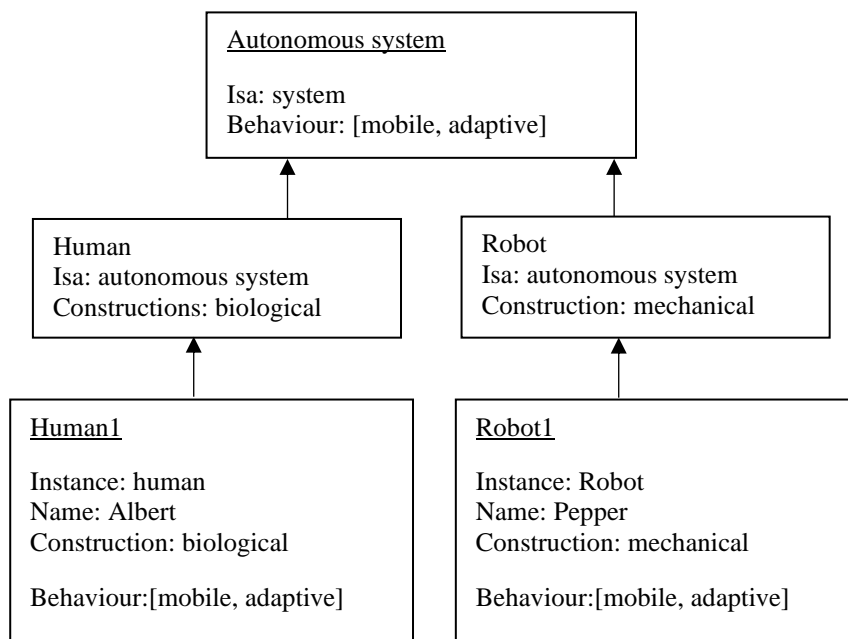 Autonomous system
Isa: system
Behaviour: [mobile, adaptive]
Human
Isa: autonomous system
Constructions: biological
Robot
Isa: autonomous system
Construction: mechanical
Human1
Instance: human
Name: Albert
Construction: biological
Behaviour:[mobile, adaptive]
Robot1
Instance: Robot
Name: Pepper
Construction: mechanical
Behaviour:[mobile, adaptive]